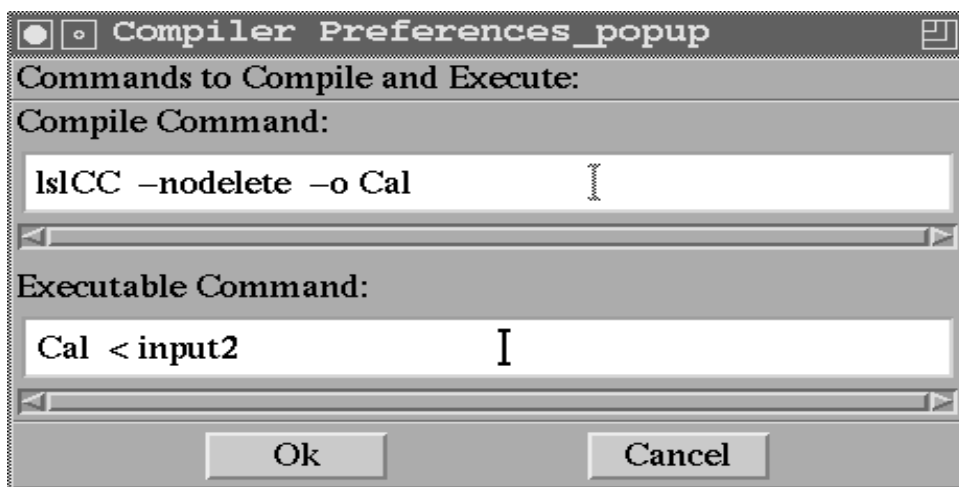 Compiler Preferences_popup
Commands to Compile and Execute:
Compile Command:
lslCC –nodelete –o Cal
Executable Command:
Cal < input2
Ok Cancel